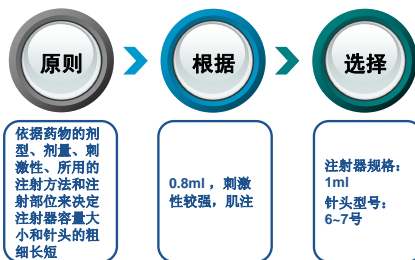 原则
根据
选择
依据药物的剂
型、剂量、刺
激性、所用的
注射方法和注
射部位来决定
注射器容量大
小和针头的粗
细长短
0.8ml ，刺激
性较强，肌注
注射器规格：
1ml
针头型号：
6~7号